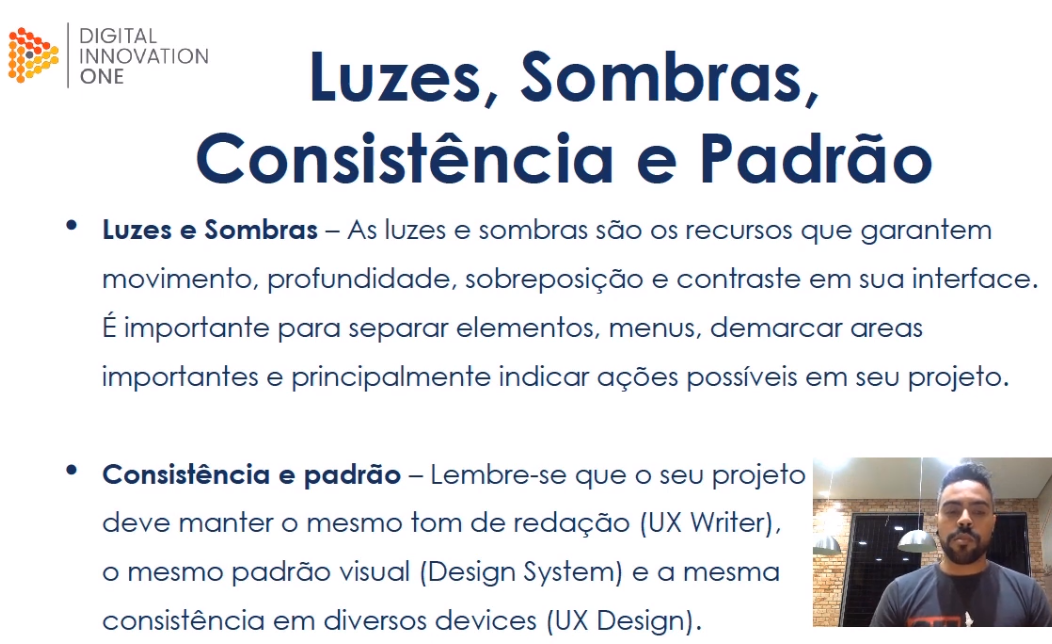 DIGITAL
INNOVATION
ONE
Luzes, Sombras,
Consistência e Padrão
• Luzes e Sombras – As luzes e sombras são os recursos que garantem
movimento, profundidade, sobreposição e contraste em sua interface.
É importante para separar elementos, menus, demarcar areas
importantes e principalmente indicar ações possíveis em seu projeto.
• Consistência e padrão – Lembre-se que o seu projeto
deve manter o mesmo tom de redação (UX Writer),
o mesmo padrão visual (Design System) e a mesma
consistência em diversos devices (UX Design).